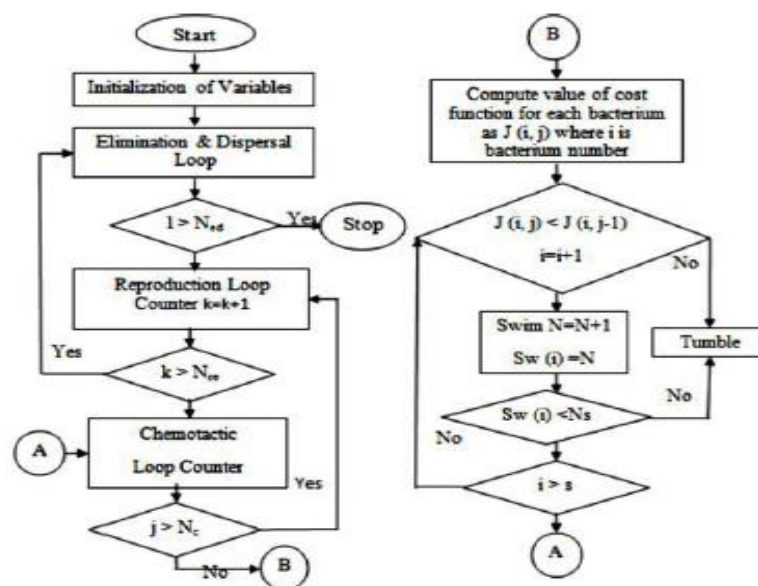 Start
Initialization of Variables
Elimination & Dispersal
Loop
l > Ned
Yes
Stop
Reproduction Loop
Counter k=k+1
Yes
k > Nre
A
Chemotactic
Loop Counter
Yes
j > Nc
No
B
B
Compute value of cost
function for each bacterium
as J (i, j) where i is
bacterium number
J (i, j) < J (i, j-1)
i=i+1
No
Swim N=N+1
Sw (i) =N
Tumble
Sw (i) <Ns
No
No
i > s
A